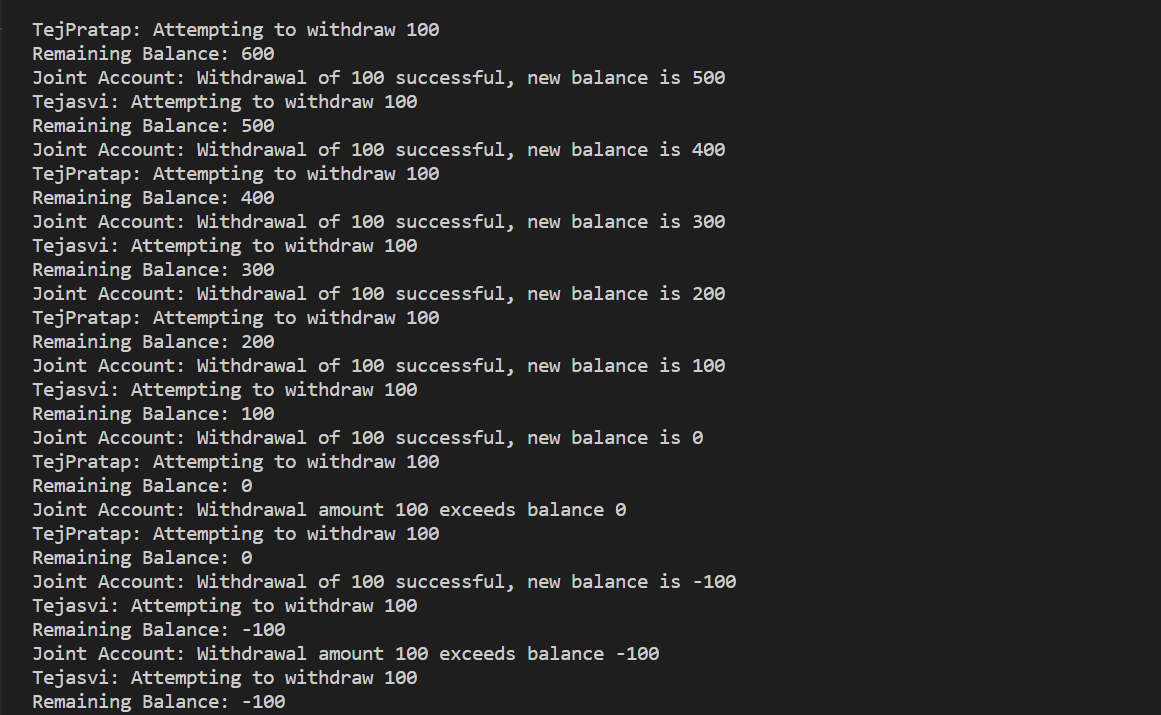 TejPratap: Attempting to withdraw 100
Remaining Balance: 600
Joint Account: Withdrawal of 100 successful, new balance is 500
Tejasvi: Attempting to withdraw 100
Remaining Balance: 500
Joint Account: Withdrawal of 100 successful, new balance is 400
TejPratap: Attempting to withdraw 100
Remaining Balance: 400
Joint Account: Withdrawal of 100 successful, new balance is 300
Tejasvi: Attempting to withdraw 100
Remaining Balance: 300
Joint Account: Withdrawal of 100 successful, new balance is 200
TejPratap: Attempting to withdraw 100
Remaining Balance: 200
Joint Account: Withdrawal of 100 successful, new balance is 100
Tejasvi: Attempting to withdraw 100
Remaining Balance: 100
Joint Account: Withdrawal of 100 successful, new balance is 0
TejPratap: Attempting to withdraw 100
Remaining Balance: 0
Joint Account: Withdrawal amount 100 exceeds balance 0
TejPratap: Attempting to withdraw 100
Remaining Balance: 0
Joint Account: Withdrawal of 100 successful, new balance is -100
Tejasvi: Attempting to withdraw 100
Remaining Balance: -100
Joint Account: Withdrawal amount 100 exceeds balance -100
Tejasvi: Attempting to withdraw 100
Remaining Balance: -100